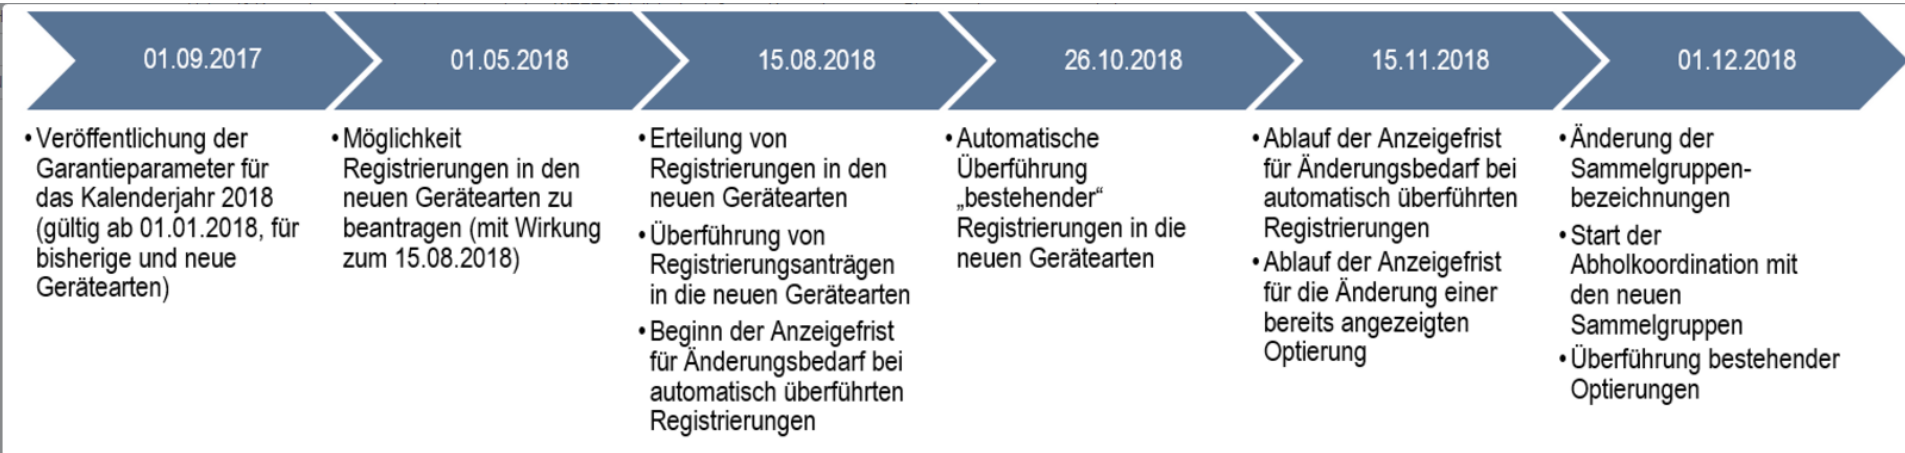 01.09.2017
• Veröffentlichung der
Garantieparameter für
das Kalenderjahr 2018
(gültig ab 01.01.2018, für
bisherige und neue
Gerätearten)
01.05.2018
• Möglichkeit
Registrierungen in den
neuen Gerätearten zu
beantragen (mit Wirkung
zum 15.08.2018)
15.08.2018
• Erteilung von
Registrierungen in den
neuen Gerätearten
• Überführung von
Registrierungsanträgen
in die neuen Gerätearten
• Beginn der Anzeigefrist
für Änderungsbedarf bei
automatisch überführten
Registrierungen
26.10.2018
• Automatische
Überführung
„bestehender“
Registrierungen in die
neuen Gerätearten
15.11.2018
• Ablauf der Anzeigefrist
für Änderungsbedarf bei
automatisch überführten
Registrierungen
• Ablauf der Anzeigefrist
für die Änderung einer
bereits angezeigten
Optierung
01.12.2018
• Änderung der
Sammelgruppen-
bezeichnungen
• Start der
Abholkoordination mit
den neuen
Sammelgruppen
• Überführung bestehender
Optierungen